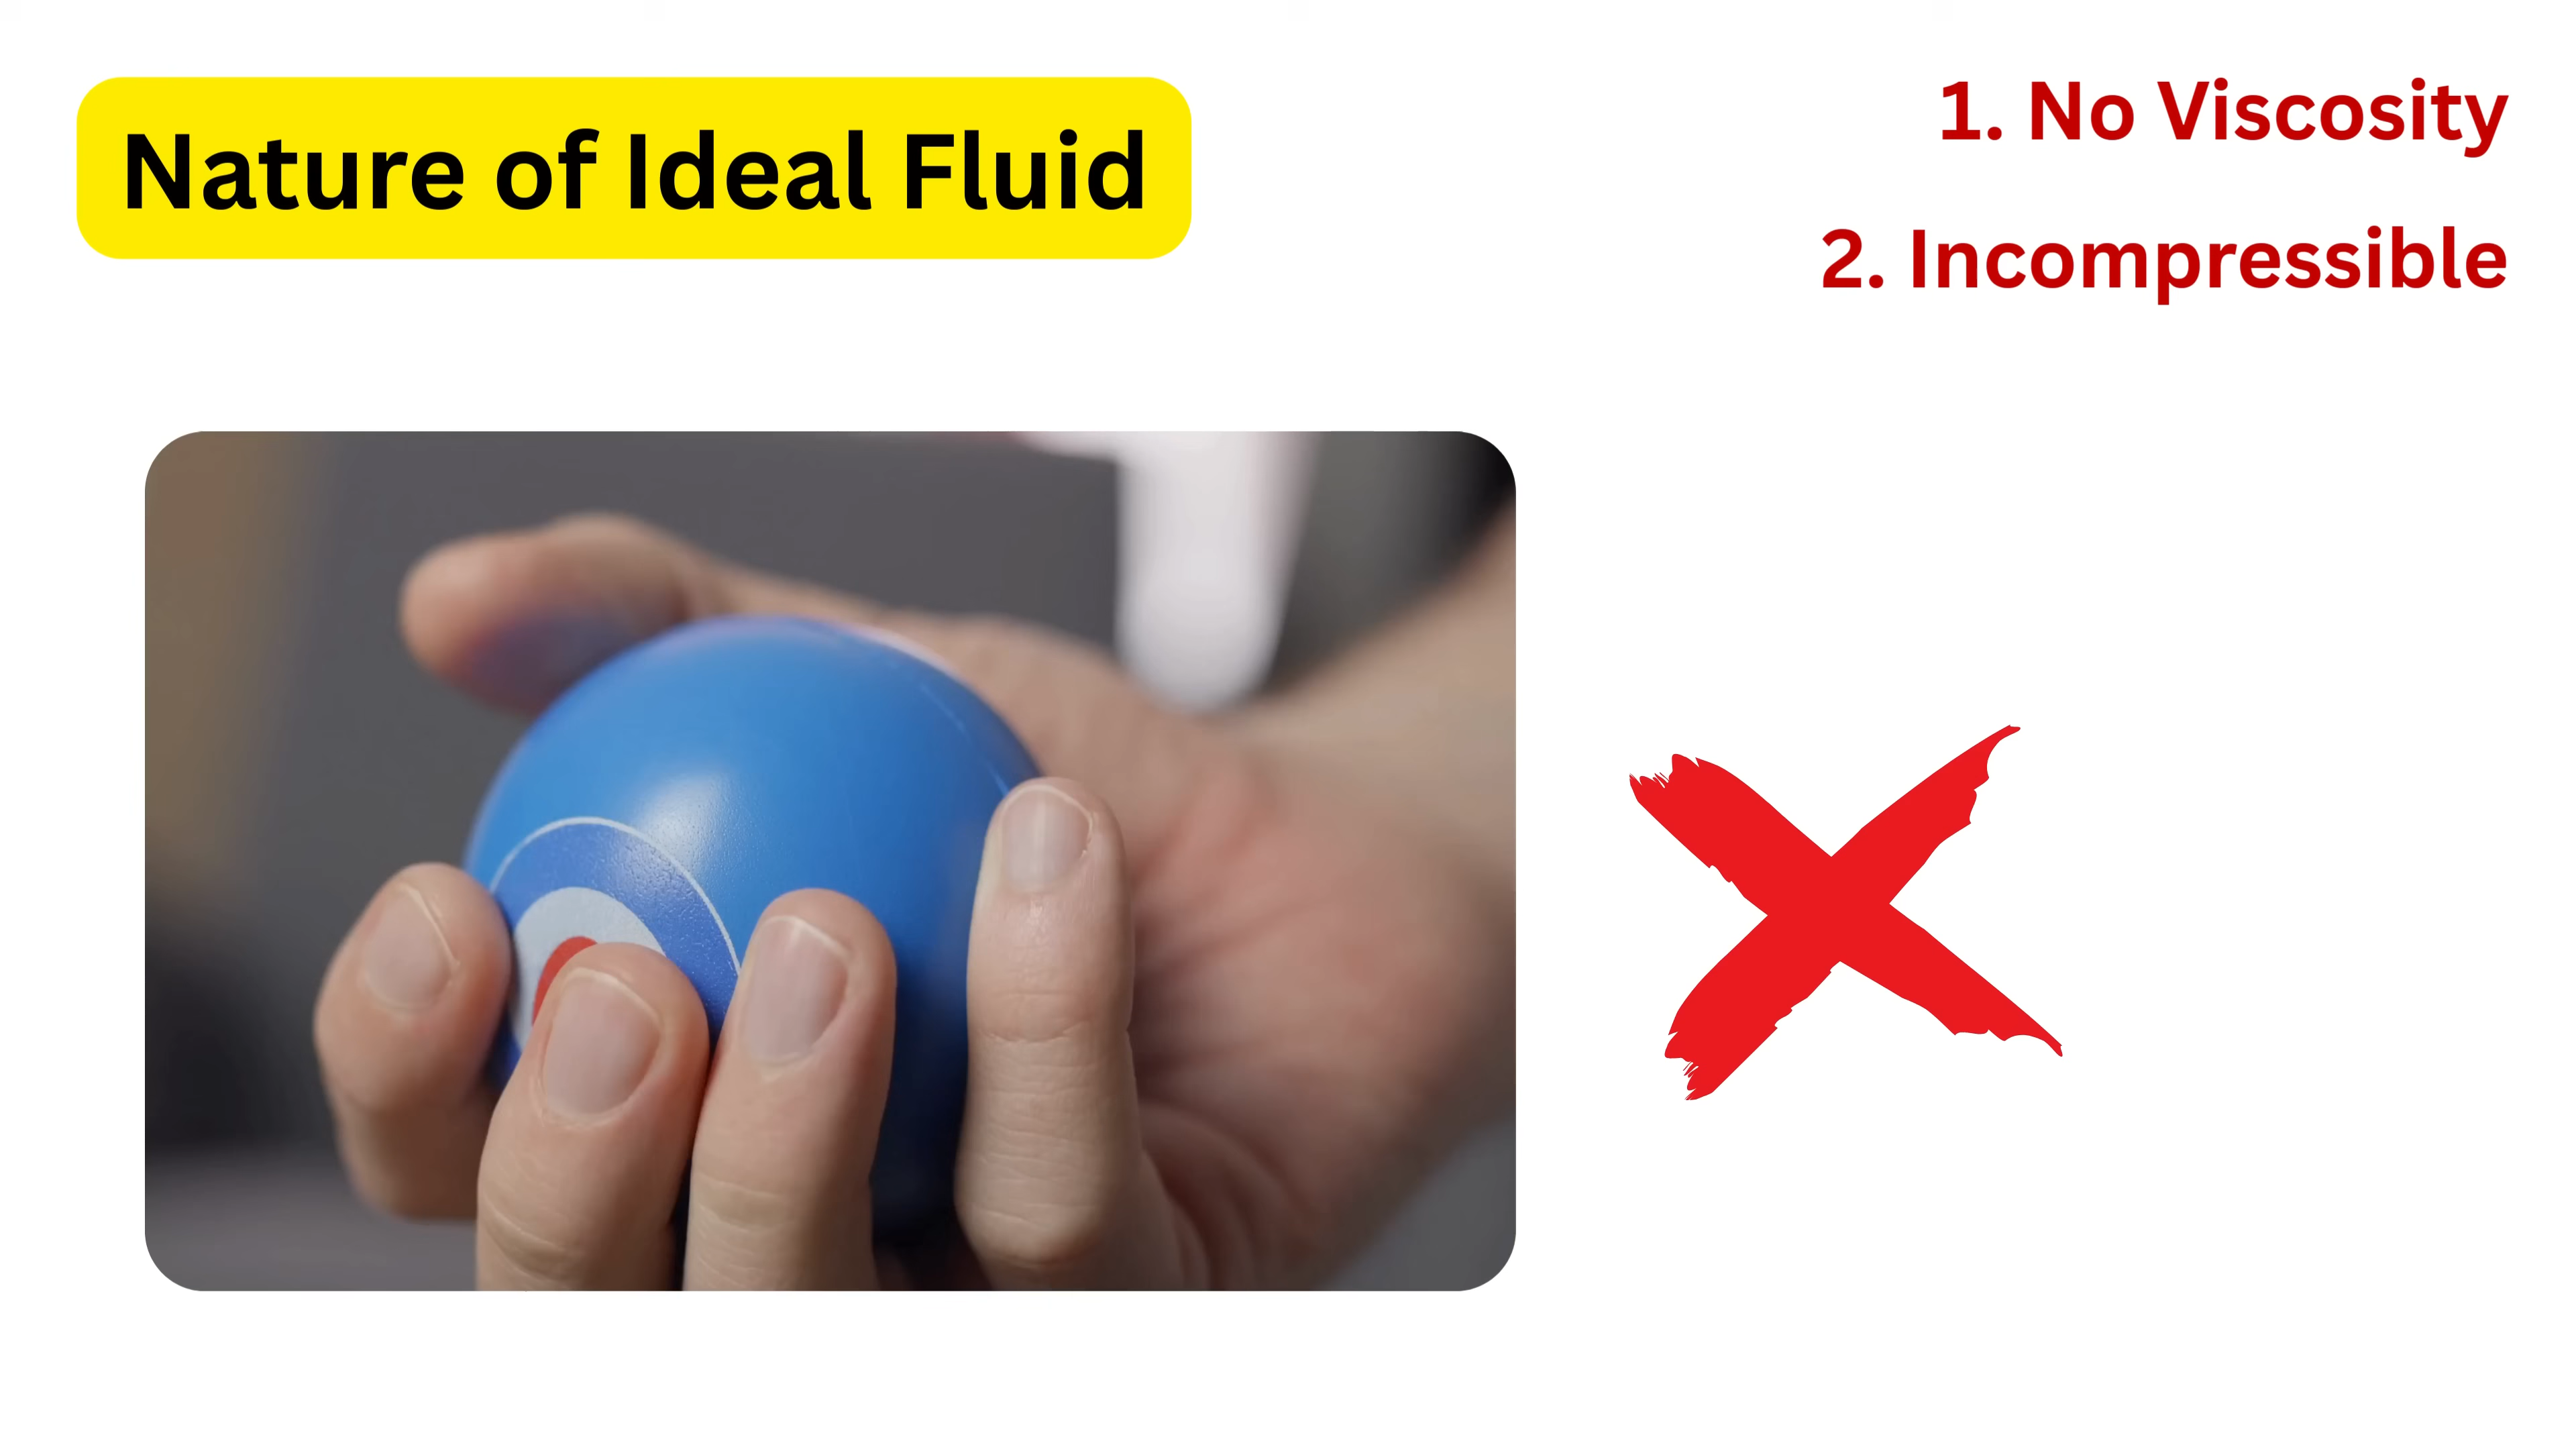 Nature of Ideal Fluid
1. No Viscosity
2. Incompressible